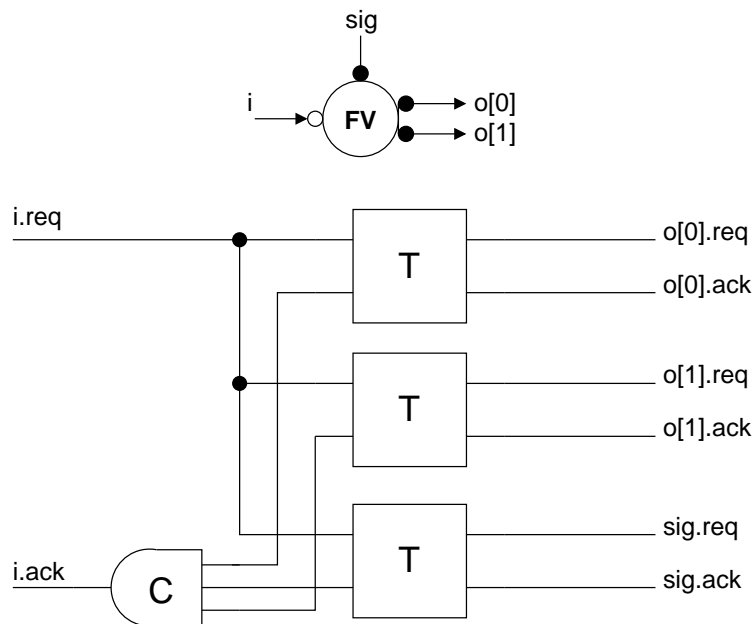 sig
i
FV
o[0]
o[1]
i.req
T
o[0].req
o[0].ack
T
o[1].req
o[1].ack
T
sig.req
i.ack
C
sig.ack